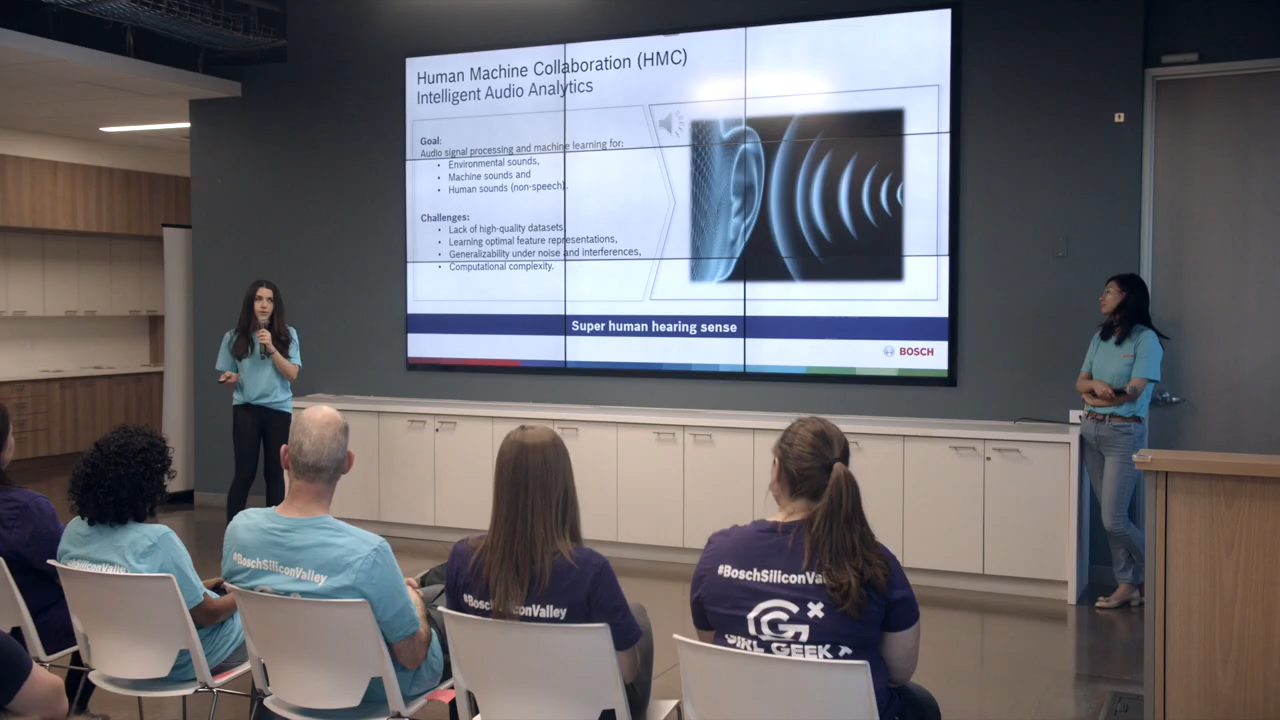 Human Machine Collaboration (HMC)
Intelligent Audio Analytics
Goal:
Audio signal processing and machine learning for:
• Environmental sounds,
• Machine sounds and
• Human sounds (non-speech).
Challenges:
• Lack of high-quality datasets,
• Learning optimal feature representations,
• Generalizability under noise and interferences,
• Computational complexity.
Super human hearing sense
BOSCH
#BoschSiliconValley
#BoschSiliconValley
#BoschSiliconValley
#BoschSiliconVal
GIRL GEEK X